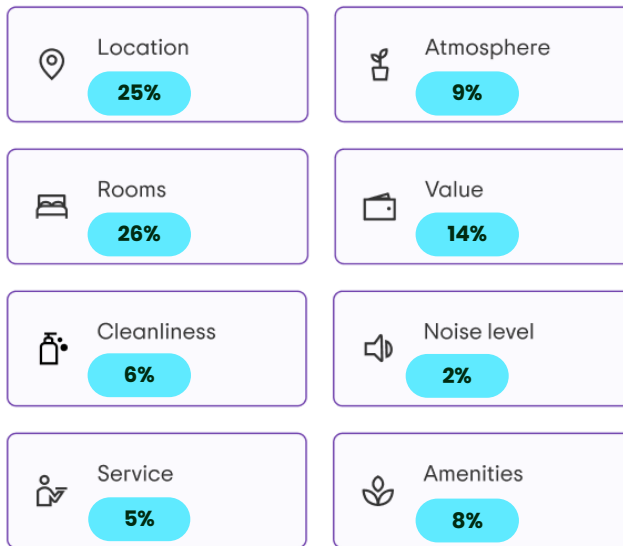 Location
25%
Atmosphere
9%
Rooms
26%
Value
14%
Cleanliness
6%
Noise level
2%
Service
5%
Amenities
8%